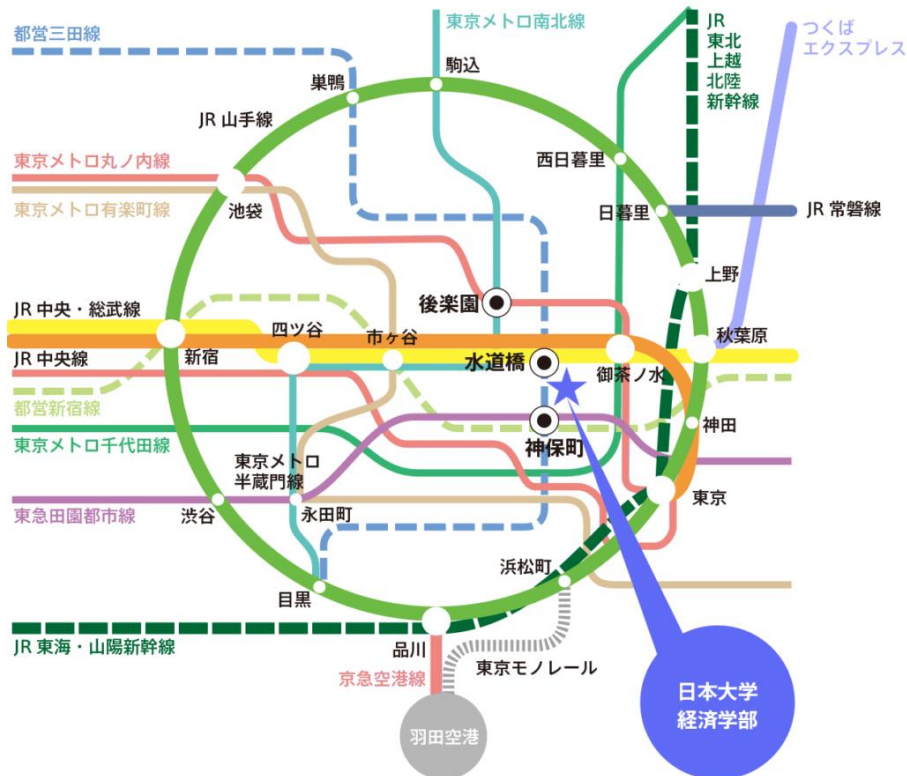 都営三田線
東京メトロ南北線
JR
東北
上越
北陸
新幹線
つくば
エクスプレス
駒込
巣鴨
JR 山手線
西日暮里
東京メトロ丸ノ内線
東京メトロ有楽町線
池袋
日暮里
JR 常磐線
上野
後楽園
JR 中央・総武線
四ツ谷
市ヶ谷
水道橋
秋葉原
新宿
御茶ノ水
JR 中央線
都営新宿線
神保町
神田
東京メトロ千代田線
東京メトロ
半蔵門線
東急田園都市線
渋谷
永田町
東京
浜松町
目黒
JR 東海・山陽新幹線
品川
東京モノレール
京急空港線
羽田空港
日本大学
経済学部